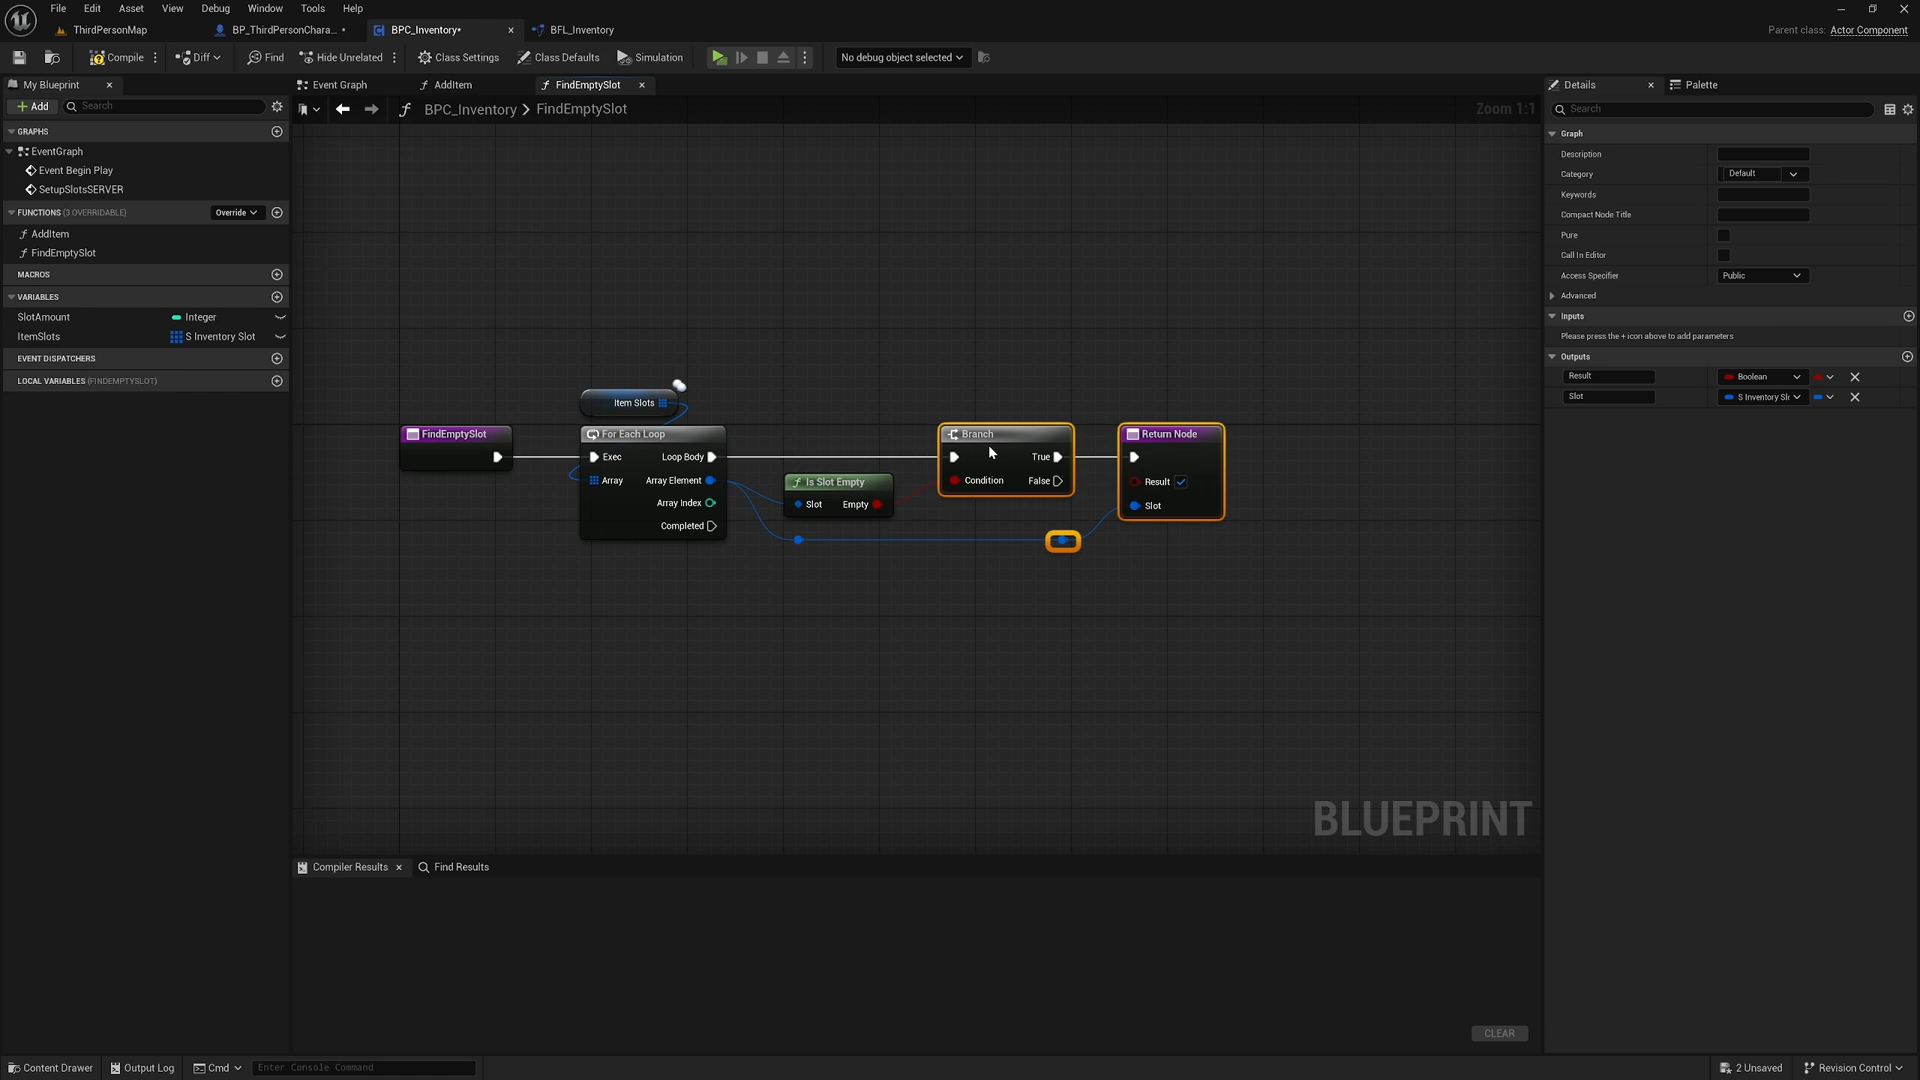 File Edit Asset View Debug Window Tools Help
ThirdPersonMap BP_ThirdPersonChara... • BPC_Inventory• BFL_Inventory Parent class: Actor Component
Compile Diff Find Hide Unrelated Class Settings Class Defaults Simulation No debug object selected
My Blueprint Event Graph AddItem FindEmptySlot Details Palette
Add Search BPC_Inventory FindEmptySlot Zoom 1:1 Search
GRAPHS
EventGraph
Event Begin Play
SetupSlotsSERVER
FUNCTIONS (3 OVERRIDABLE) Override
AddItem
FindEmptySlot
MACROS
VARIABLES
SlotAmount Integer
ItemSlots S Inventory Slot
EVENT DISPATCHERS
LOCAL VARIABLES (FINDEMPTYSLOT)
Item Slots
FindEmptySlot
For Each Loop
Exec Loop Body
Array Array Element
Array Index
Completed
Is Slot Empty
Slot Empty
Branch
True
Condition False
Return Node
Result
Slot
BLUEPRINT
Graph
Description
Category Default
Keywords
Compact Node Title
Pure
Call In Editor
Access Specifier Public
Advanced
Inputs
Please press the + icon above to add parameters
Outputs
Result Boolean
Slot S Inventory Slo
Compiler Results Find Results
CLEAR
Content Drawer Output Log Cmd Enter Console Command 2 Unsaved Revision Control